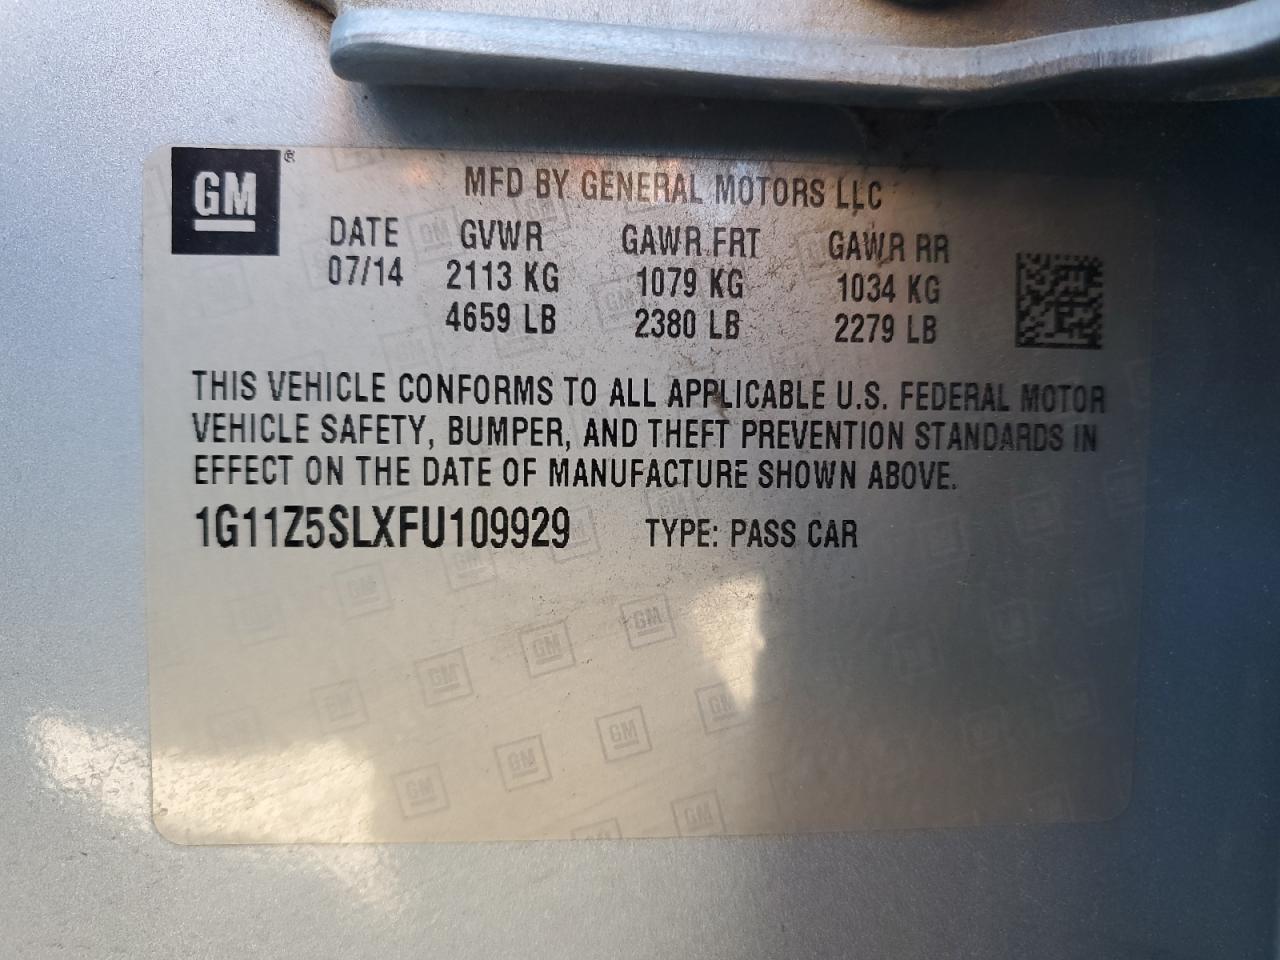 GM ®
MFD BY GENERAL MOTORS LLC
DATE GVWR GAWR FRT GAWR RR
07/14 2113 KG 1079 KG 1034 KG
4659 LB 2380 LB 2279 LB
THIS VEHICLE CONFORMS TO ALL APPLICABLE U.S. FEDERAL MOTOR
VEHICLE SAFETY, BUMPER, AND THEFT PREVENTION STANDARDS IN
EFFECT ON THE DATE OF MANUFACTURE SHOWN ABOVE.
1G11Z5SLXFU109929 TYPE: PASS CAR